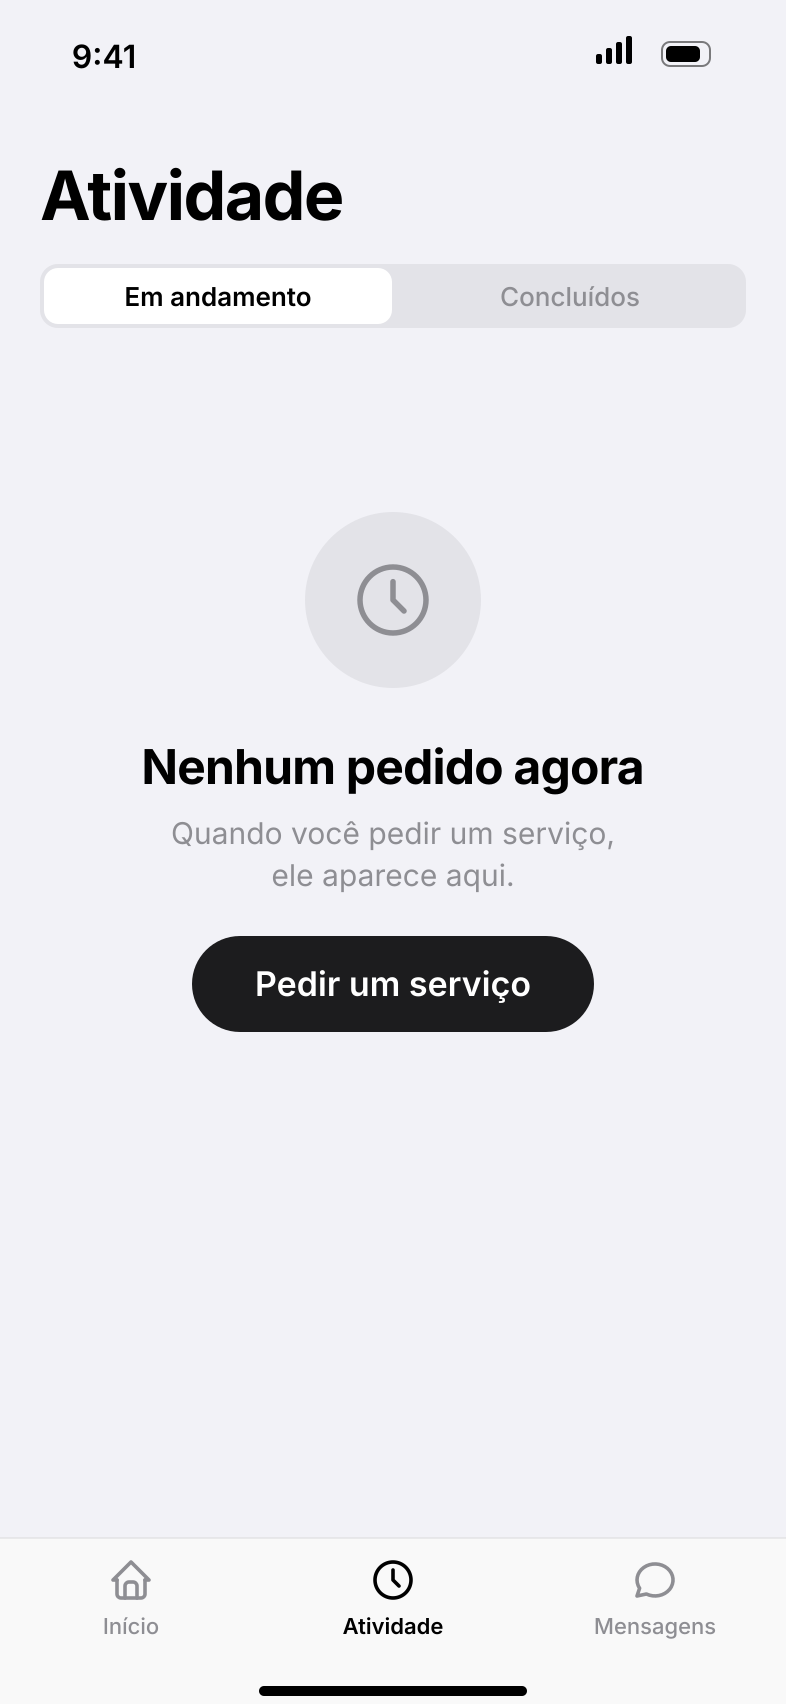 9:41
Atividade
Em andamento
Concluídos
Nenhum pedido agora
Quando você pedir um serviço,
ele aparece aqui.
Pedir um serviço
Início
Atividade
Mensagens